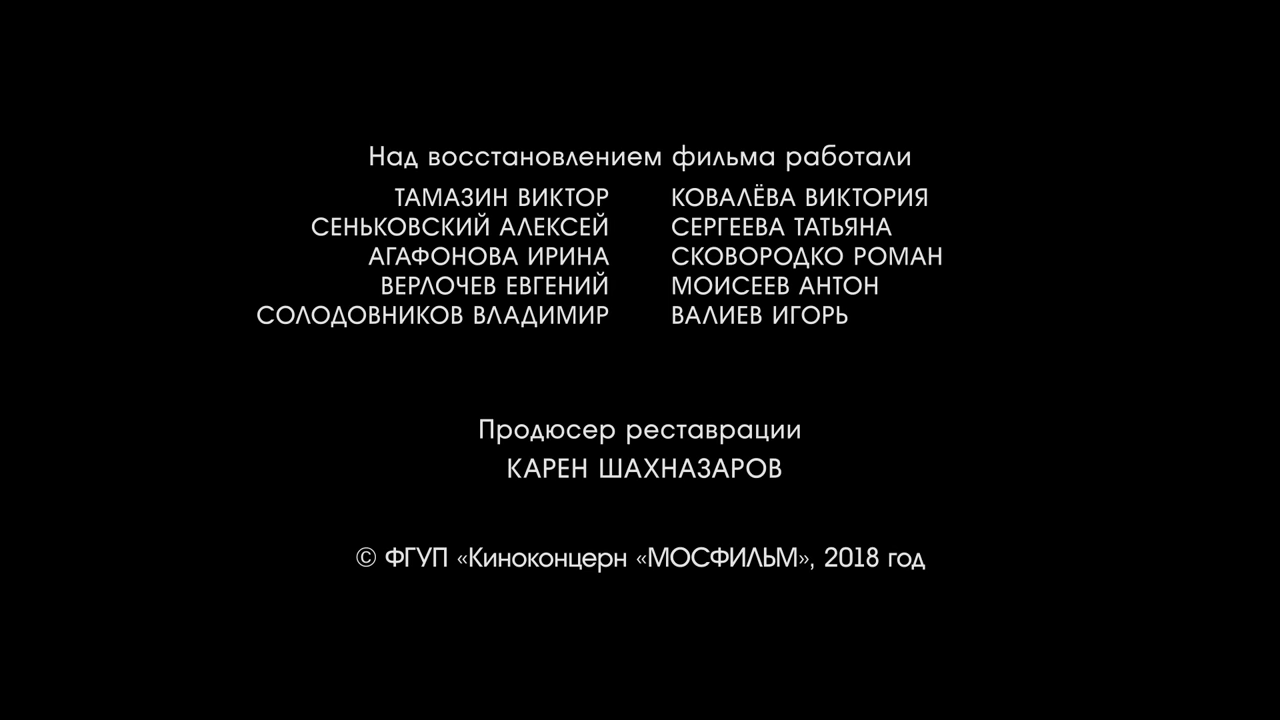 Над восстановлением фильма работали
ТАМАЗИН ВИКТОР КОВАЛЁВА ВИКТОРИЯ
СЕНЬКОВСКИЙ АЛЕКСЕЙ СЕРГЕЕВА ТАТЬЯНА
АГАФОНОВА ИРИНА СКОВОРОДКО РОМАН
ВЕРЛОЧЕВ ЕВГЕНИЙ МОИСЕЕВ АНТОН
СОЛОДОВНИКОВ ВЛАДИМИР ВАЛИЕВ ИГОРЬ
Продюсер реставрации
КАРЕН ШАХНАЗАРОВ
© ФГУП «Киноконцерн «МОСФИЛЬМ», 2018 год